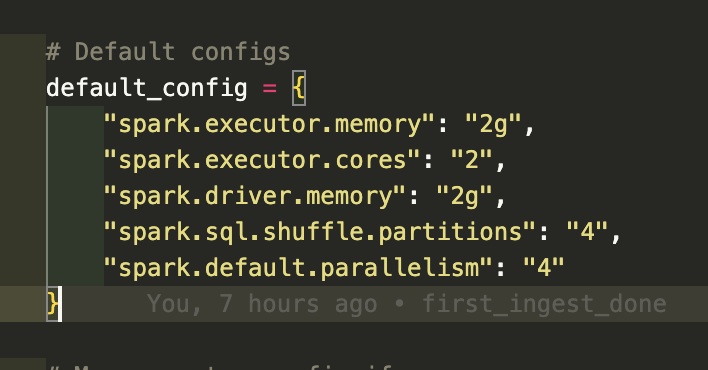 # Default configs
default_config = {
    "spark.executor.memory": "2g",
    "spark.executor.cores": "2",
    "spark.driver.memory": "2g",
    "spark.sql.shuffle.partitions": "4",
    "spark.default.parallelism": "4"
}    You, 7 hours ago • first_ingest_done